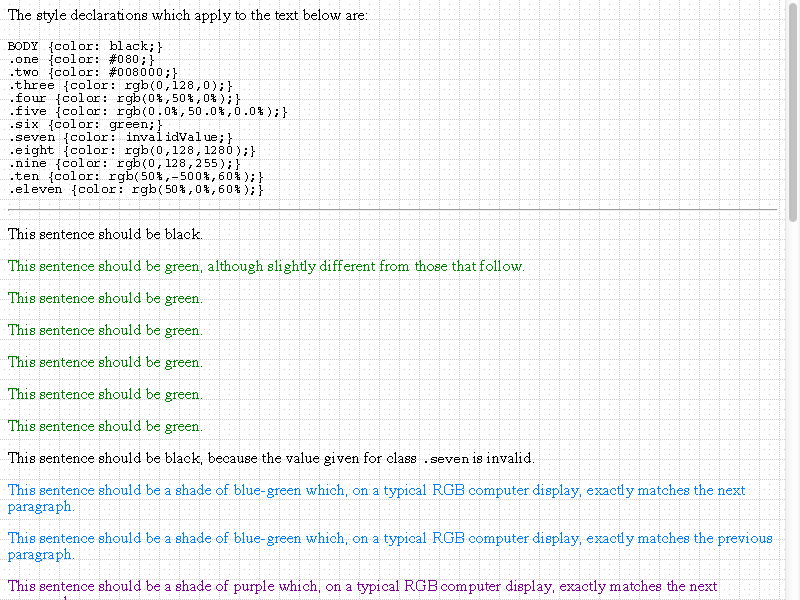 The style declarations which apply to the text below are:
BODY {color: black;}
.one {color: #080;}
.two {color: #008000;}
.three {color: rgb(0,128,0);}
.four {color: rgb(0%,50%,0%);}
.five {color: rgb(0.0%,50.0%,0.0%);}
.six {color: green;}
.seven {color: invalidValue;}
.eight {color: rgb(0,128,1280);}
.nine {color: rgb(0,128,255);}
.ten {color: rgb(50%,-500%,60%);}
.eleven {color: rgb(50%,0%,60%);}
This sentence should be black.
This sentence should be green, although slightly different from those that follow.
This sentence should be green.
This sentence should be green.
This sentence should be green.
This sentence should be green.
This sentence should be green.
This sentence should be black, because the value given for class .seven is invalid.
This sentence should be a shade of blue-green which, on a typical RGB computer display, exactly matches the next
paragraph.
This sentence should be a shade of blue-green which, on a typical RGB computer display, exactly matches the previous
paragraph.
This sentence should be a shade of purple which, on a typical RGB computer display, exactly matches the next